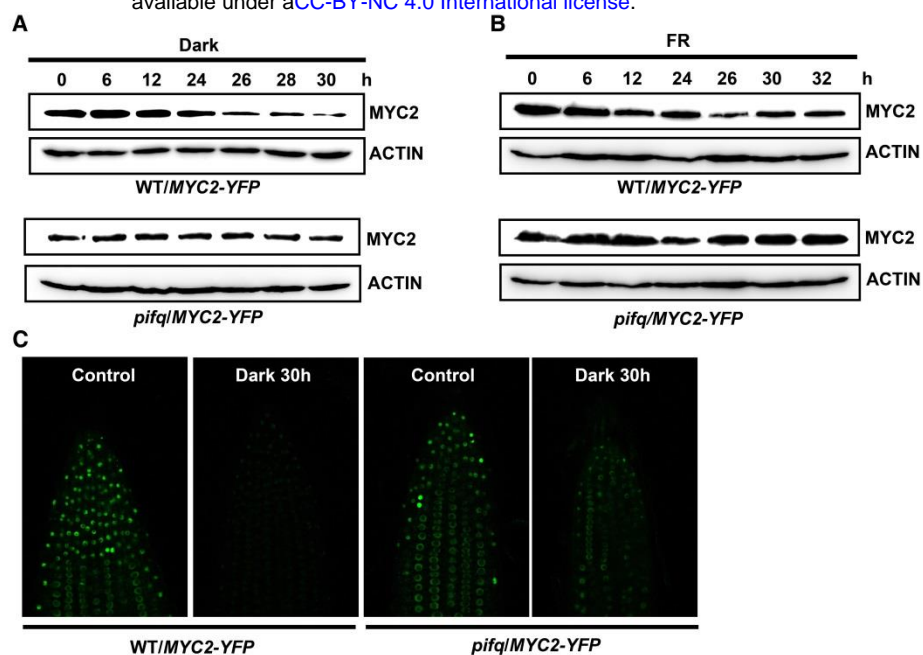 available under aCC-BY-NC 4.0 International license.
A
Dark
0 6 12 24 26 28 30 h
MYC2
ACTIN
WT/MYC2-YFP
MYC2
ACTIN
pifq/MYC2-YFP
B
FR
0 6 12 24 26 30 32 h
MYC2
ACTIN
WT/MYC2-YFP
MYC2
ACTIN
pifq/MYC2-YFP
C
Control Dark 30h Control Dark 30h
WT/MYC2-YFP pifq/MYC2-YFP